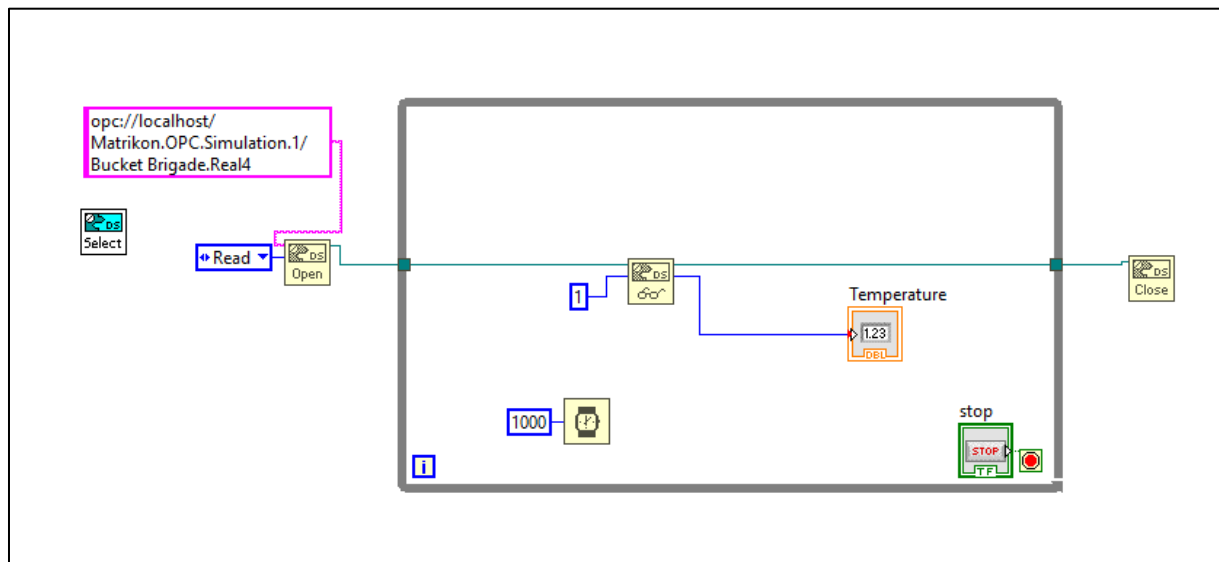 opc://localhost/
Matrikon.OPC.Simulation.1/
Bucket Brigade.Real4
DS
Select
Read
DS
Open
DS
1
Temperature
1.23
DBL
DS
Close
1000
stop
STOP
TF
i